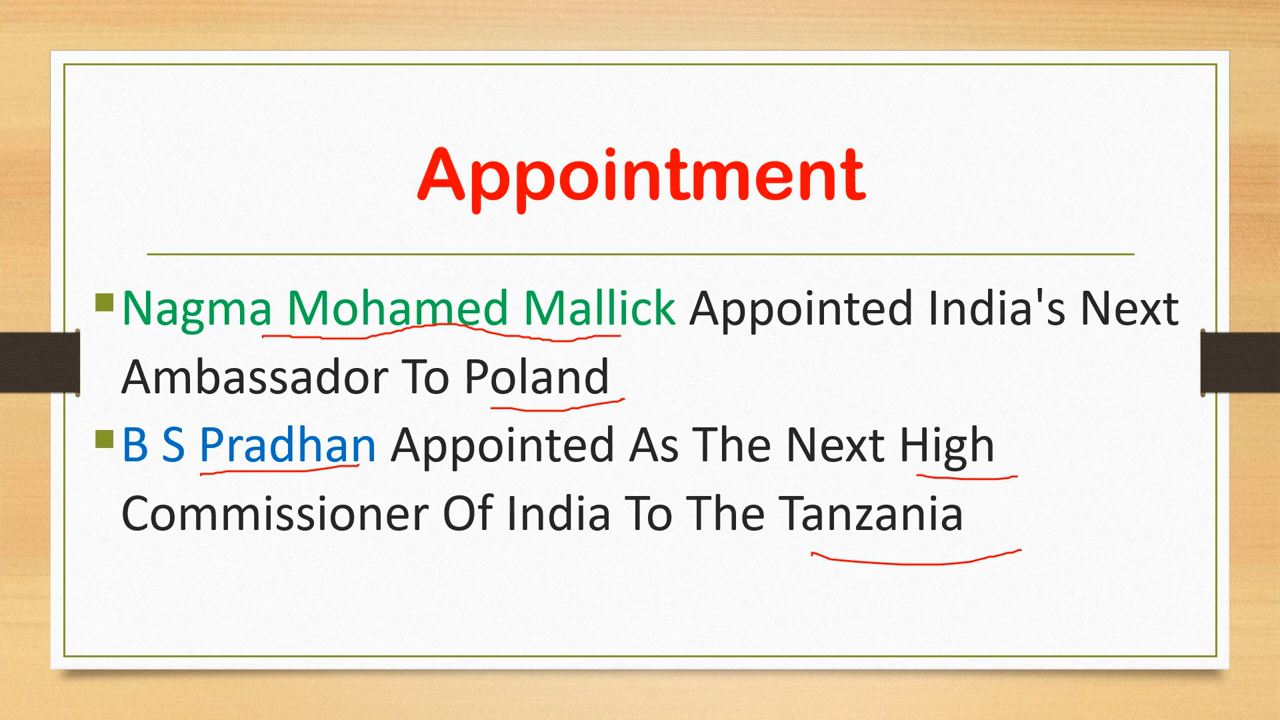 Appointment
Nagma Mohamed Mallick Appointed India's Next
Ambassador To Poland
B S Pradhan Appointed As The Next High
Commissioner Of India To The Tanzania